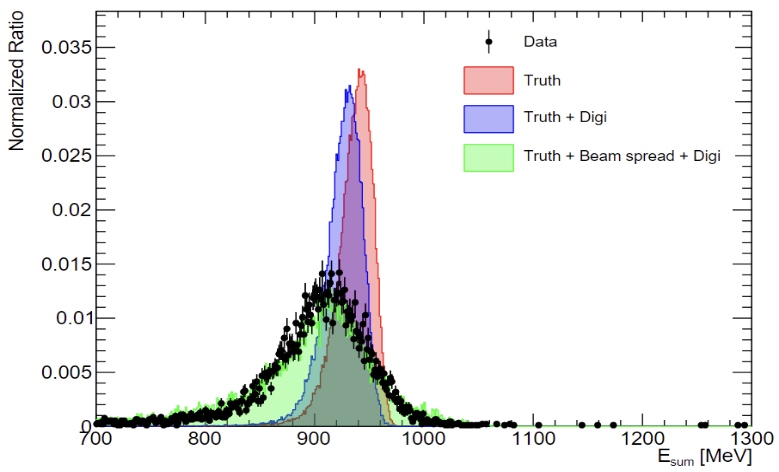 Normalized Ratio
0.035
0.03
0.025
0.02
0.015
0.01
0.005
0
700
800
900
1000
1100
1200
1300
E_sum [MeV]
Data
Truth
Truth + Digi
Truth + Beam spread + Digi